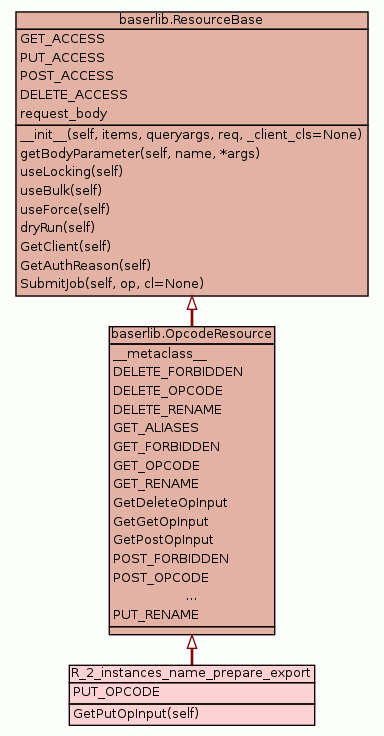 baserlib.ResourceBase
GET_ACCESS
PUT_ACCESS
POST_ACCESS
DELETE_ACCESS
request_body
__init__(self, items, queryargs, req, _client_cls=None)
getBodyParameter(self, name, *args)
useLocking(self)
useBulk(self)
useForce(self)
dryRun(self)
GetClient(self)
GetAuthReason(self)
SubmitJob(self, op, cl=None)
baserlib.OpcodeResource
__metaclass__
DELETE_FORBIDDEN
DELETE_OPCODE
DELETE_RENAME
GET_ALIASES
GET_FORBIDDEN
GET_OPCODE
GET_RENAME
GetDeleteOpInput
GetGetOpInput
GetPostOpInput
POST_FORBIDDEN
POST_OPCODE
...
PUT_RENAME
R_2_instances_name_prepare_export
PUT_OPCODE
GetPutOpInput(self)